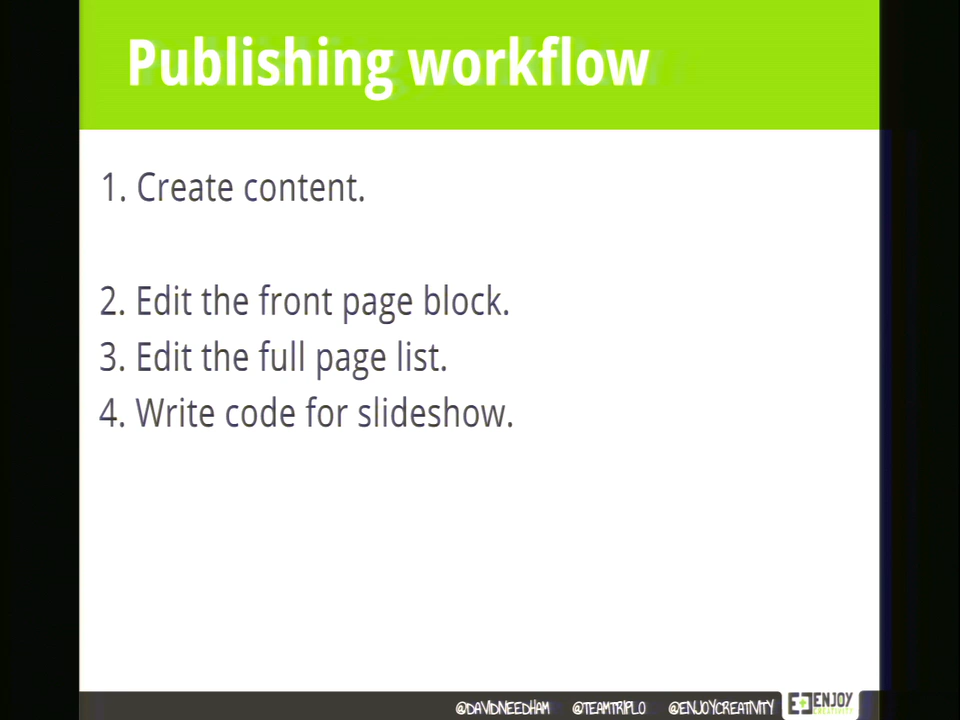 Publishing workflow
1. Create content.
2. Edit the front page block.
3. Edit the full page list.
4. Write code for slideshow.
@DAVIDNEEDHAM @TEAMTRIPLO @ENJOYCREATIVITY ENJOY
CREATIVITY